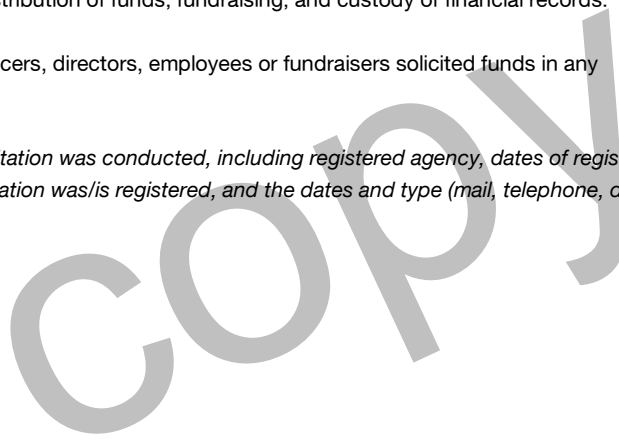 stribution of funds, fundraising, and custody of financial records.
cers, directors, employees or fundraisers solicited funds in any
tation was conducted, including registered agency, dates of regis
ation was/is registered, and the dates and type (mail, telephone, d
copy